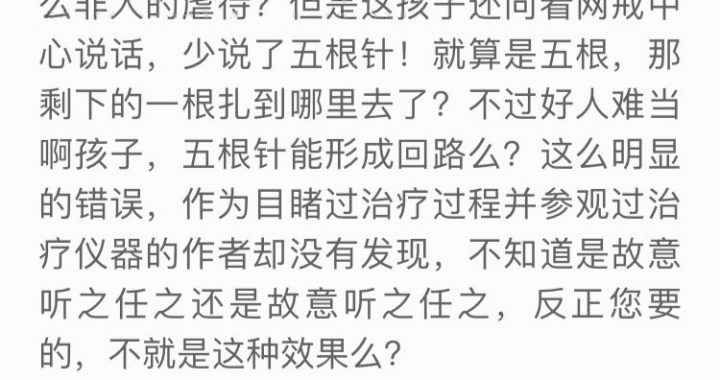 么非人的虐待？但是这孩子还向着网戒中
心说话，少说了五根针！就算是五根，那
剩下的一根扎到哪里去了？不过好人难当
啊孩子，五根针能形成回路么？这么明显
的错误，作为目睹过治疗过程并参观过治
疗仪器的作者却没有发现，不知道是故意
听之任之还是故意听之任之，反正您要
的，不就是这种效果么？